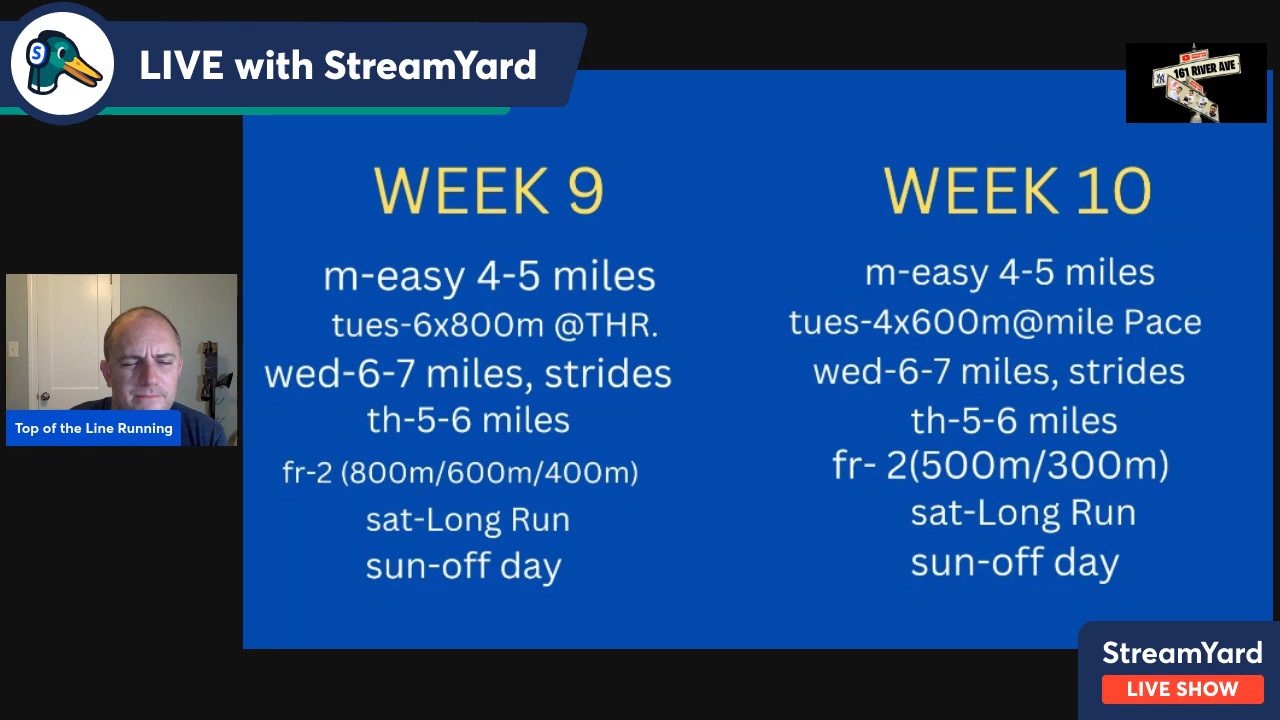 S
LIVE with StreamYard
161 RIVER AVE
WEEK 9
m-easy 4-5 miles
tues-6x800m @THR.
wed-6-7 miles, strides
th-5-6 miles
fr-2 (800m/600m/400m)
sat-Long Run
sun-off day
WEEK 10
m-easy 4-5 miles
tues-4x600m@mile Pace
wed-6-7 miles, strides
th-5-6 miles
fr- 2(500m/300m)
sat-Long Run
sun-off day
Top of the Line Running
StreamYard
LIVE SHOW